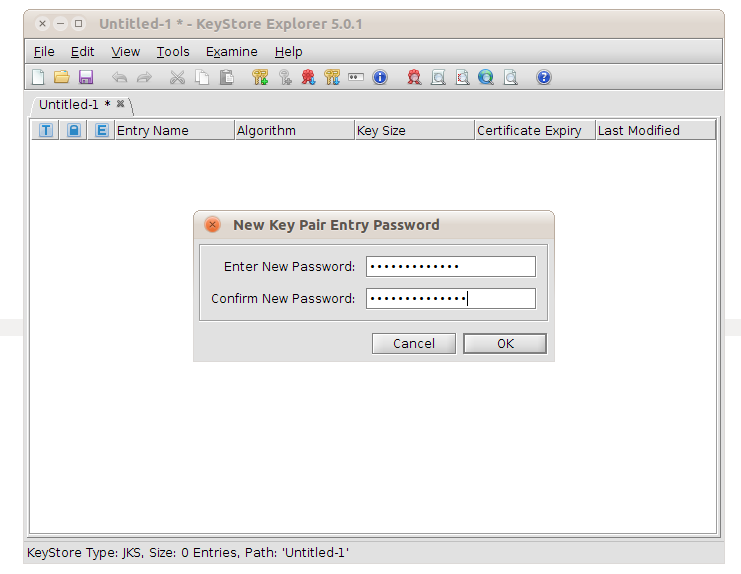 Untitled-1 * - KeyStore Explorer 5.0.1
File Edit View Tools Examine Help
Untitled-1 *
T E Entry Name Algorithm Key Size Certificate Expiry Last Modified
New Key Pair Entry Password
Enter New Password: •••••••••••••
Confirm New Password: ••••••••••••••
Cancel OK
KeyStore Type: JKS, Size: 0 Entries, Path: 'Untitled-1'